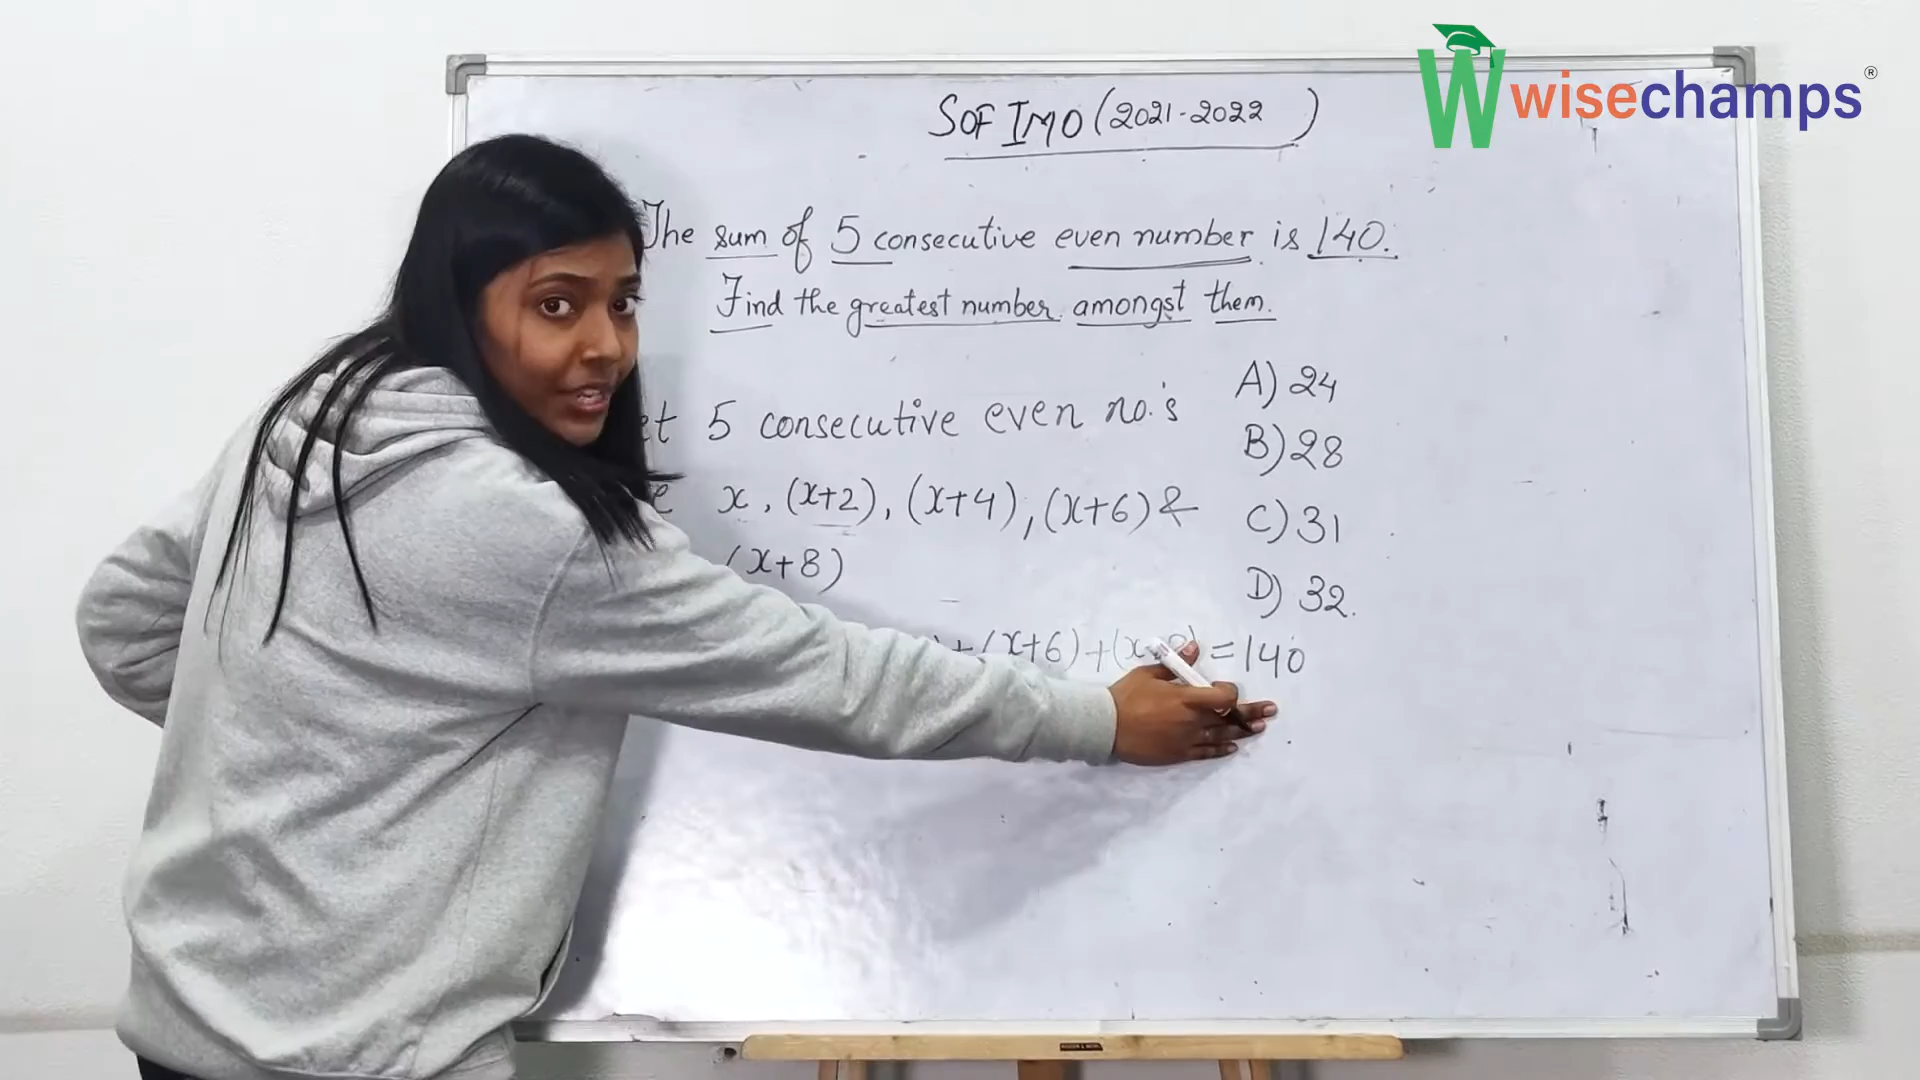 wisechamps®
SOF IMO (2021-2022)
The sum of 5 consecutive even number is 140.
Find the greatest number amongst them.
5 consecutive even no.'s
x, (x+2), (x+4), (x+6) &
(x+8)
+ (x+6) + (x+8) = 140
A) 24
B) 28
C) 31
D) 32.